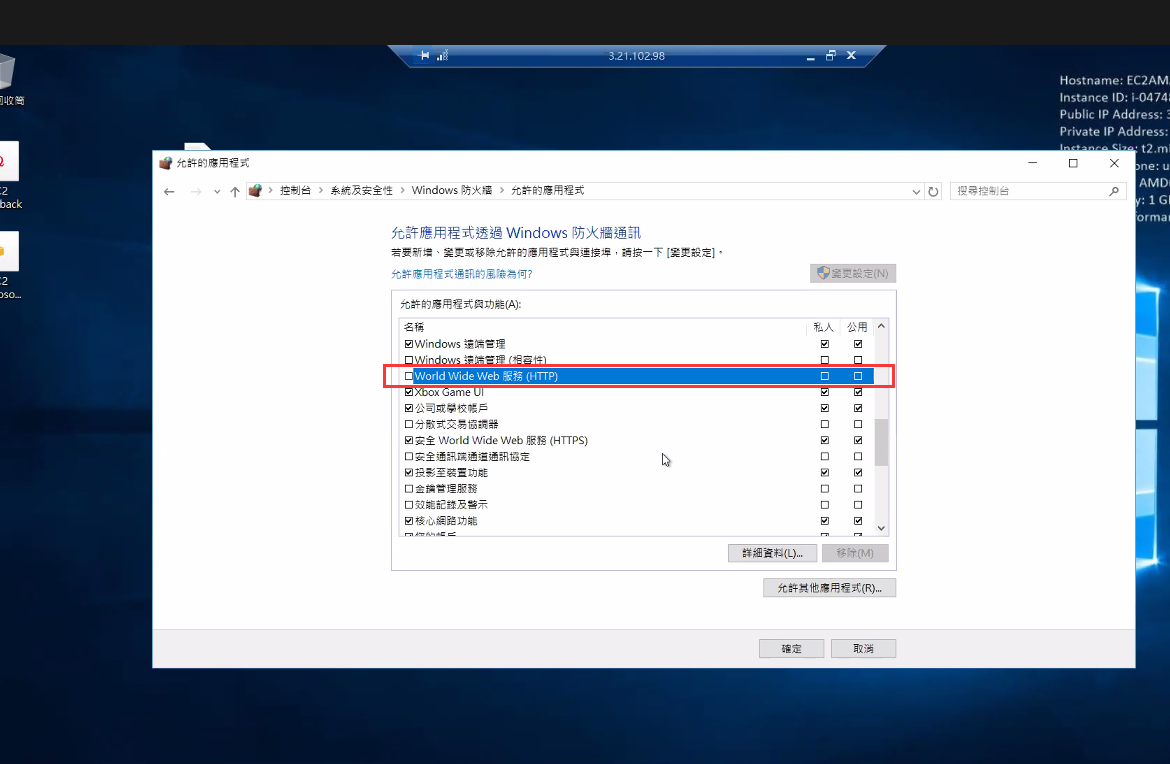 3.21.102.98
回收筒
Hostname: EC2AM
Instance ID: i-0474
Public IP Address: 3
Private IP Address:
Instance Size: t2.mi
one: u
AMD
y: 1 G
forman
C2
back
C2
oso...
允許的應用程式
控制台 > 系統及安全性 > Windows 防火牆 > 允許的應用程式
搜尋控制台
允許應用程式透過 Windows 防火牆通訊
若要新增、變更或移除允許的應用程式與連接埠，請按一下 [變更設定]。
允許應用程式通訊的風險為何?
變更設定(N)
允許的應用程式與功能(A):
名稱 私人 公用
Windows 遠端管理
Windows 遠端管理 (相容性)
World Wide Web 服務 (HTTP)
Xbox Game UI
公司或學校帳戶
分散式交易協調器
安全 World Wide Web 服務 (HTTPS)
安全通訊端通道通訊協定
投影至裝置功能
金鑰管理服務
效能記錄及警示
核心網路功能
您的帳戶
詳細資料(L)... 移除(M)
允許其他應用程式(R)...
確定 取消